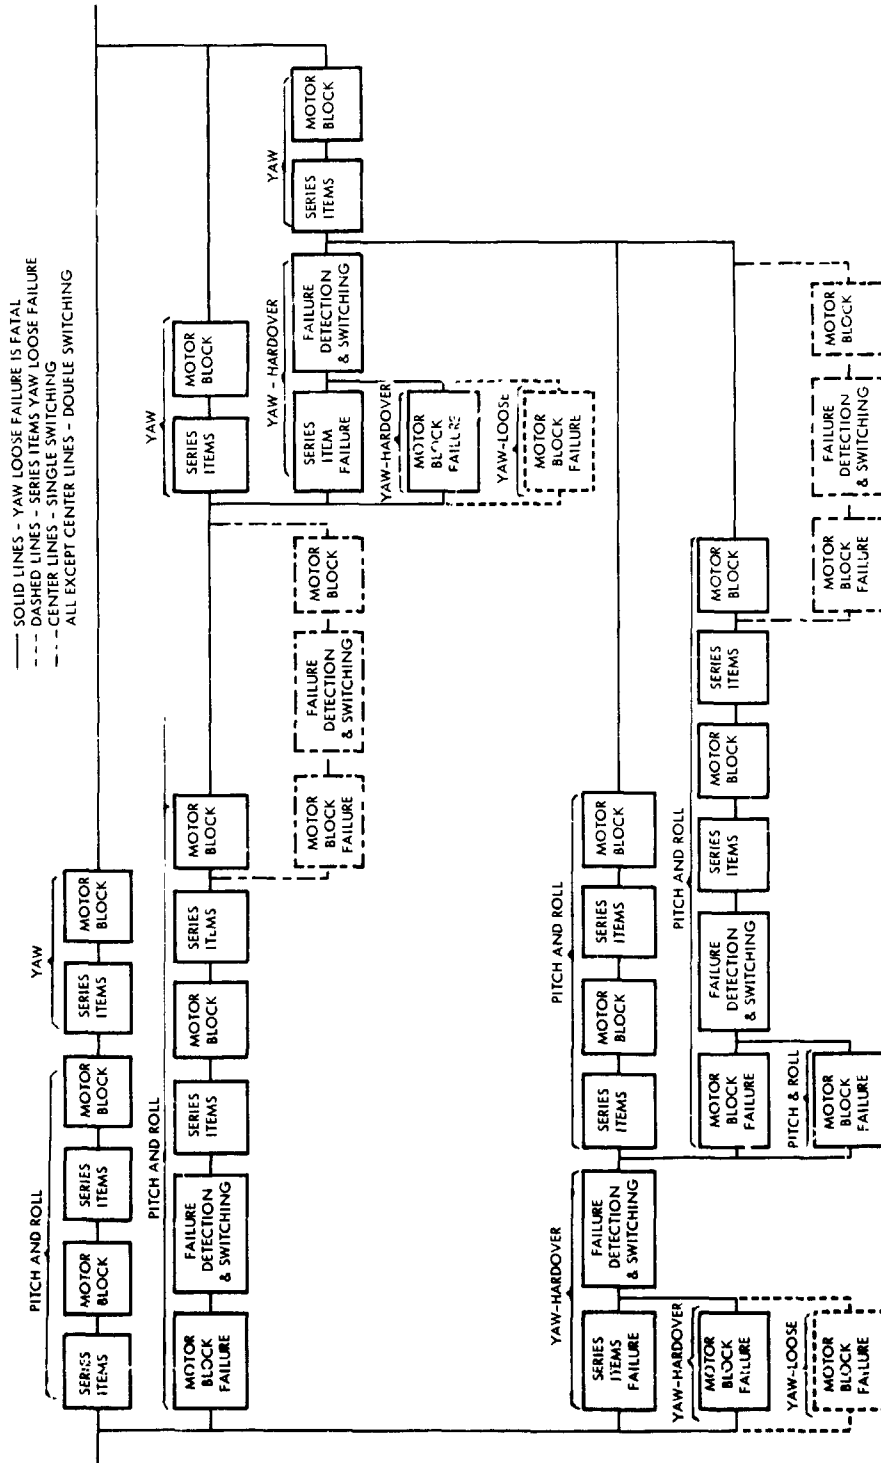 SOLID LINES – YAW LOOSE FAILURE IS FATAL
DASHED LINES – SERIES ITEMS YAW LOOSE FAILURE
CENTER LINES – SINGLE SWITCHING
ALL EXCEPT CENTER LINES – DOUBLE SWITCHING
PITCH AND ROLL
SERIES
ITEMS
MOTOR
BLOCK
SERIES
ITEMS
MOTOR
BLOCK
YAW
SERIES
ITEMS
MOTOR
BLOCK
PITCH AND ROLL
MOTOR
BLOCK
FAILURE
FAILURE
DETECTION
& SWITCHING
SERIES
ITEMS
MOTOR
BLOCK
SERIES
ITEMS
MOTOR
BLOCK
YAW
SERIES
ITEMS
MOTOR
BLOCK
MOTOR
BLOCK
FAILURE
FAILURE
DETECTION
& SWITCHING
MOTOR
BLOCK
YAW - HARDOVER
SERIES
ITEM
FAILURE
FAILURE
DETECTION
& SWITCHING
YAW
SERIES
ITEMS
MOTOR
BLOCK
YAW-HARDOVER
MOTOR
BLOCK
FAILURE
YAW-LOOSE
MOTOR
BLOCK
FAILURE
YAW-HARDOVER
SERIES
ITEMS
FAILURE
FAILURE
DETECTION
& SWITCHING
PITCH AND ROLL
SERIES
ITEMS
MOTOR
BLOCK
SERIES
ITEMS
MOTOR
BLOCK
YAW-HARDOVER
MOTOR
BLOCK
FAILURE
PITCH AND ROLL
MOTOR
BLOCK
FAILURE
FAILURE
DETECTION
& SWITCHING
SERIES
ITEMS
MOTOR
BLOCK
SERIES
ITEMS
MOTOR
BLOCK
YAW-LOOSE
MOTOR
BLOCK
FAILURE
PITCH & ROLL
MOTOR
BLOCK
FAILURE
MOTOR
BLOCK
FAILURE
FAILURE
DETECTION
& SWITCHING
MOTOR
BLOCK